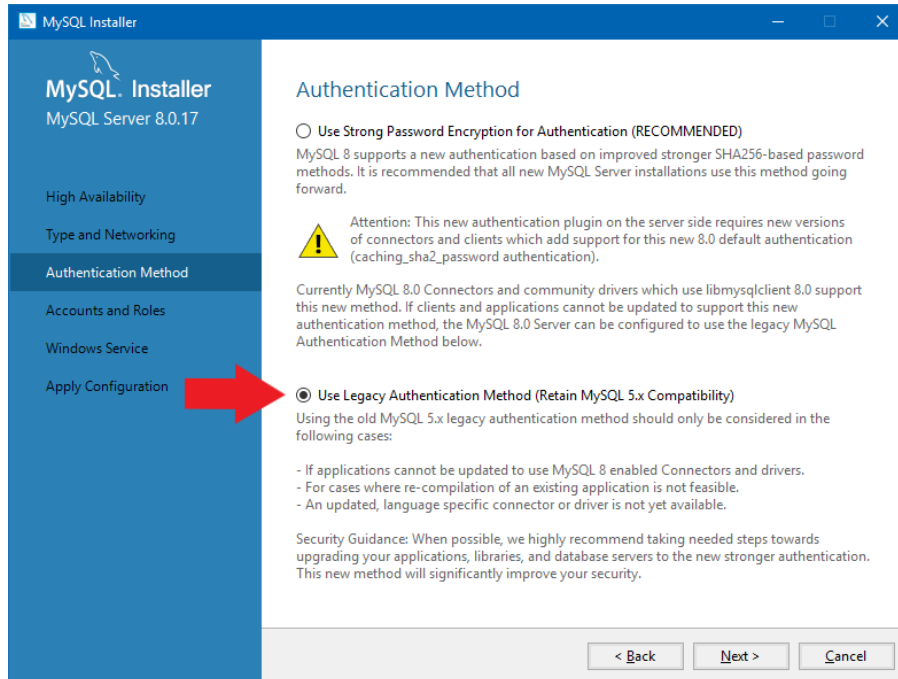 MySQL Installer
MySQL. Installer
MySQL Server 8.0.17
High Availability
Type and Networking
Authentication Method
Accounts and Roles
Windows Service
Apply Configuration
Authentication Method
Use Strong Password Encryption for Authentication (RECOMMENDED)
MySQL 8 supports a new authentication based on improved stronger SHA256-based password
methods. It is recommended that all new MySQL Server installations use this method going
forward.
Attention: This new authentication plugin on the server side requires new versions
of connectors and clients which add support for this new 8.0 default authentication
(caching_sha2_password authentication).
Currently MySQL 8.0 Connectors and community drivers which use libmysqlclient 8.0 support
this new method. If clients and applications cannot be updated to support this new
authentication method, the MySQL 8.0 Server can be configured to use the legacy MySQL
Authentication Method below.
Use Legacy Authentication Method (Retain MySQL 5.x Compatibility)
Using the old MySQL 5.x legacy authentication method should only be considered in the
following cases:
- If applications cannot be updated to use MySQL 8 enabled Connectors and drivers.
- For cases where re-compilation of an existing application is not feasible.
- An updated, language specific connector or driver is not yet available.
Security Guidance: When possible, we highly recommend taking needed steps towards
upgrading your applications, libraries, and database servers to the new stronger authentication.
This new method will significantly improve your security.
< Back
Next >
Cancel